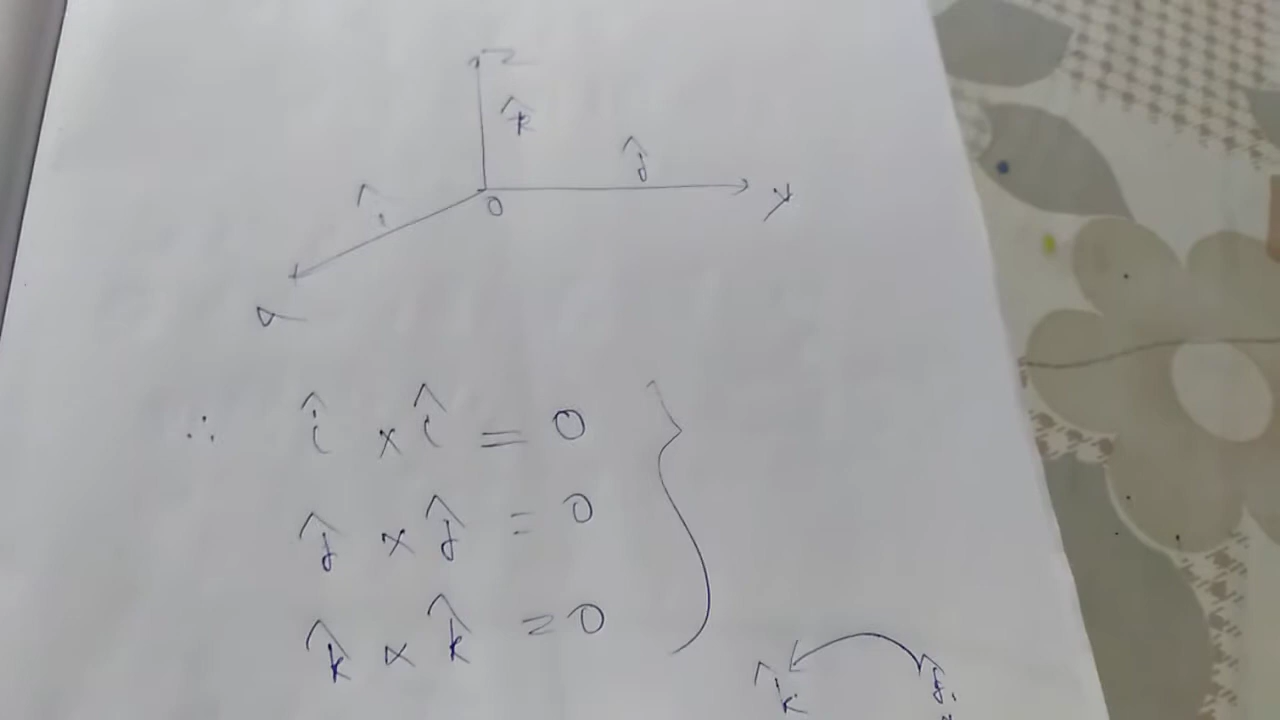 z
k̂
ĵ
î
O
y
x
∴ î × î = 0
ĵ × ĵ = 0
k̂ × k̂ = 0
k̂ ĵ